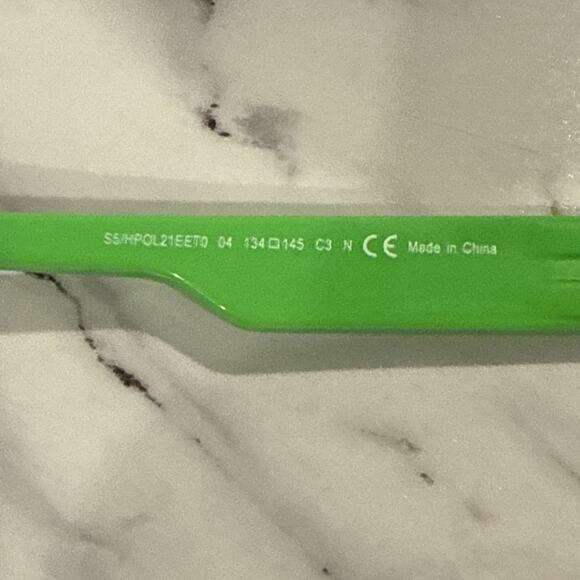 S5/HPOL21EET0 04 134□145 C3 N CE Made in China